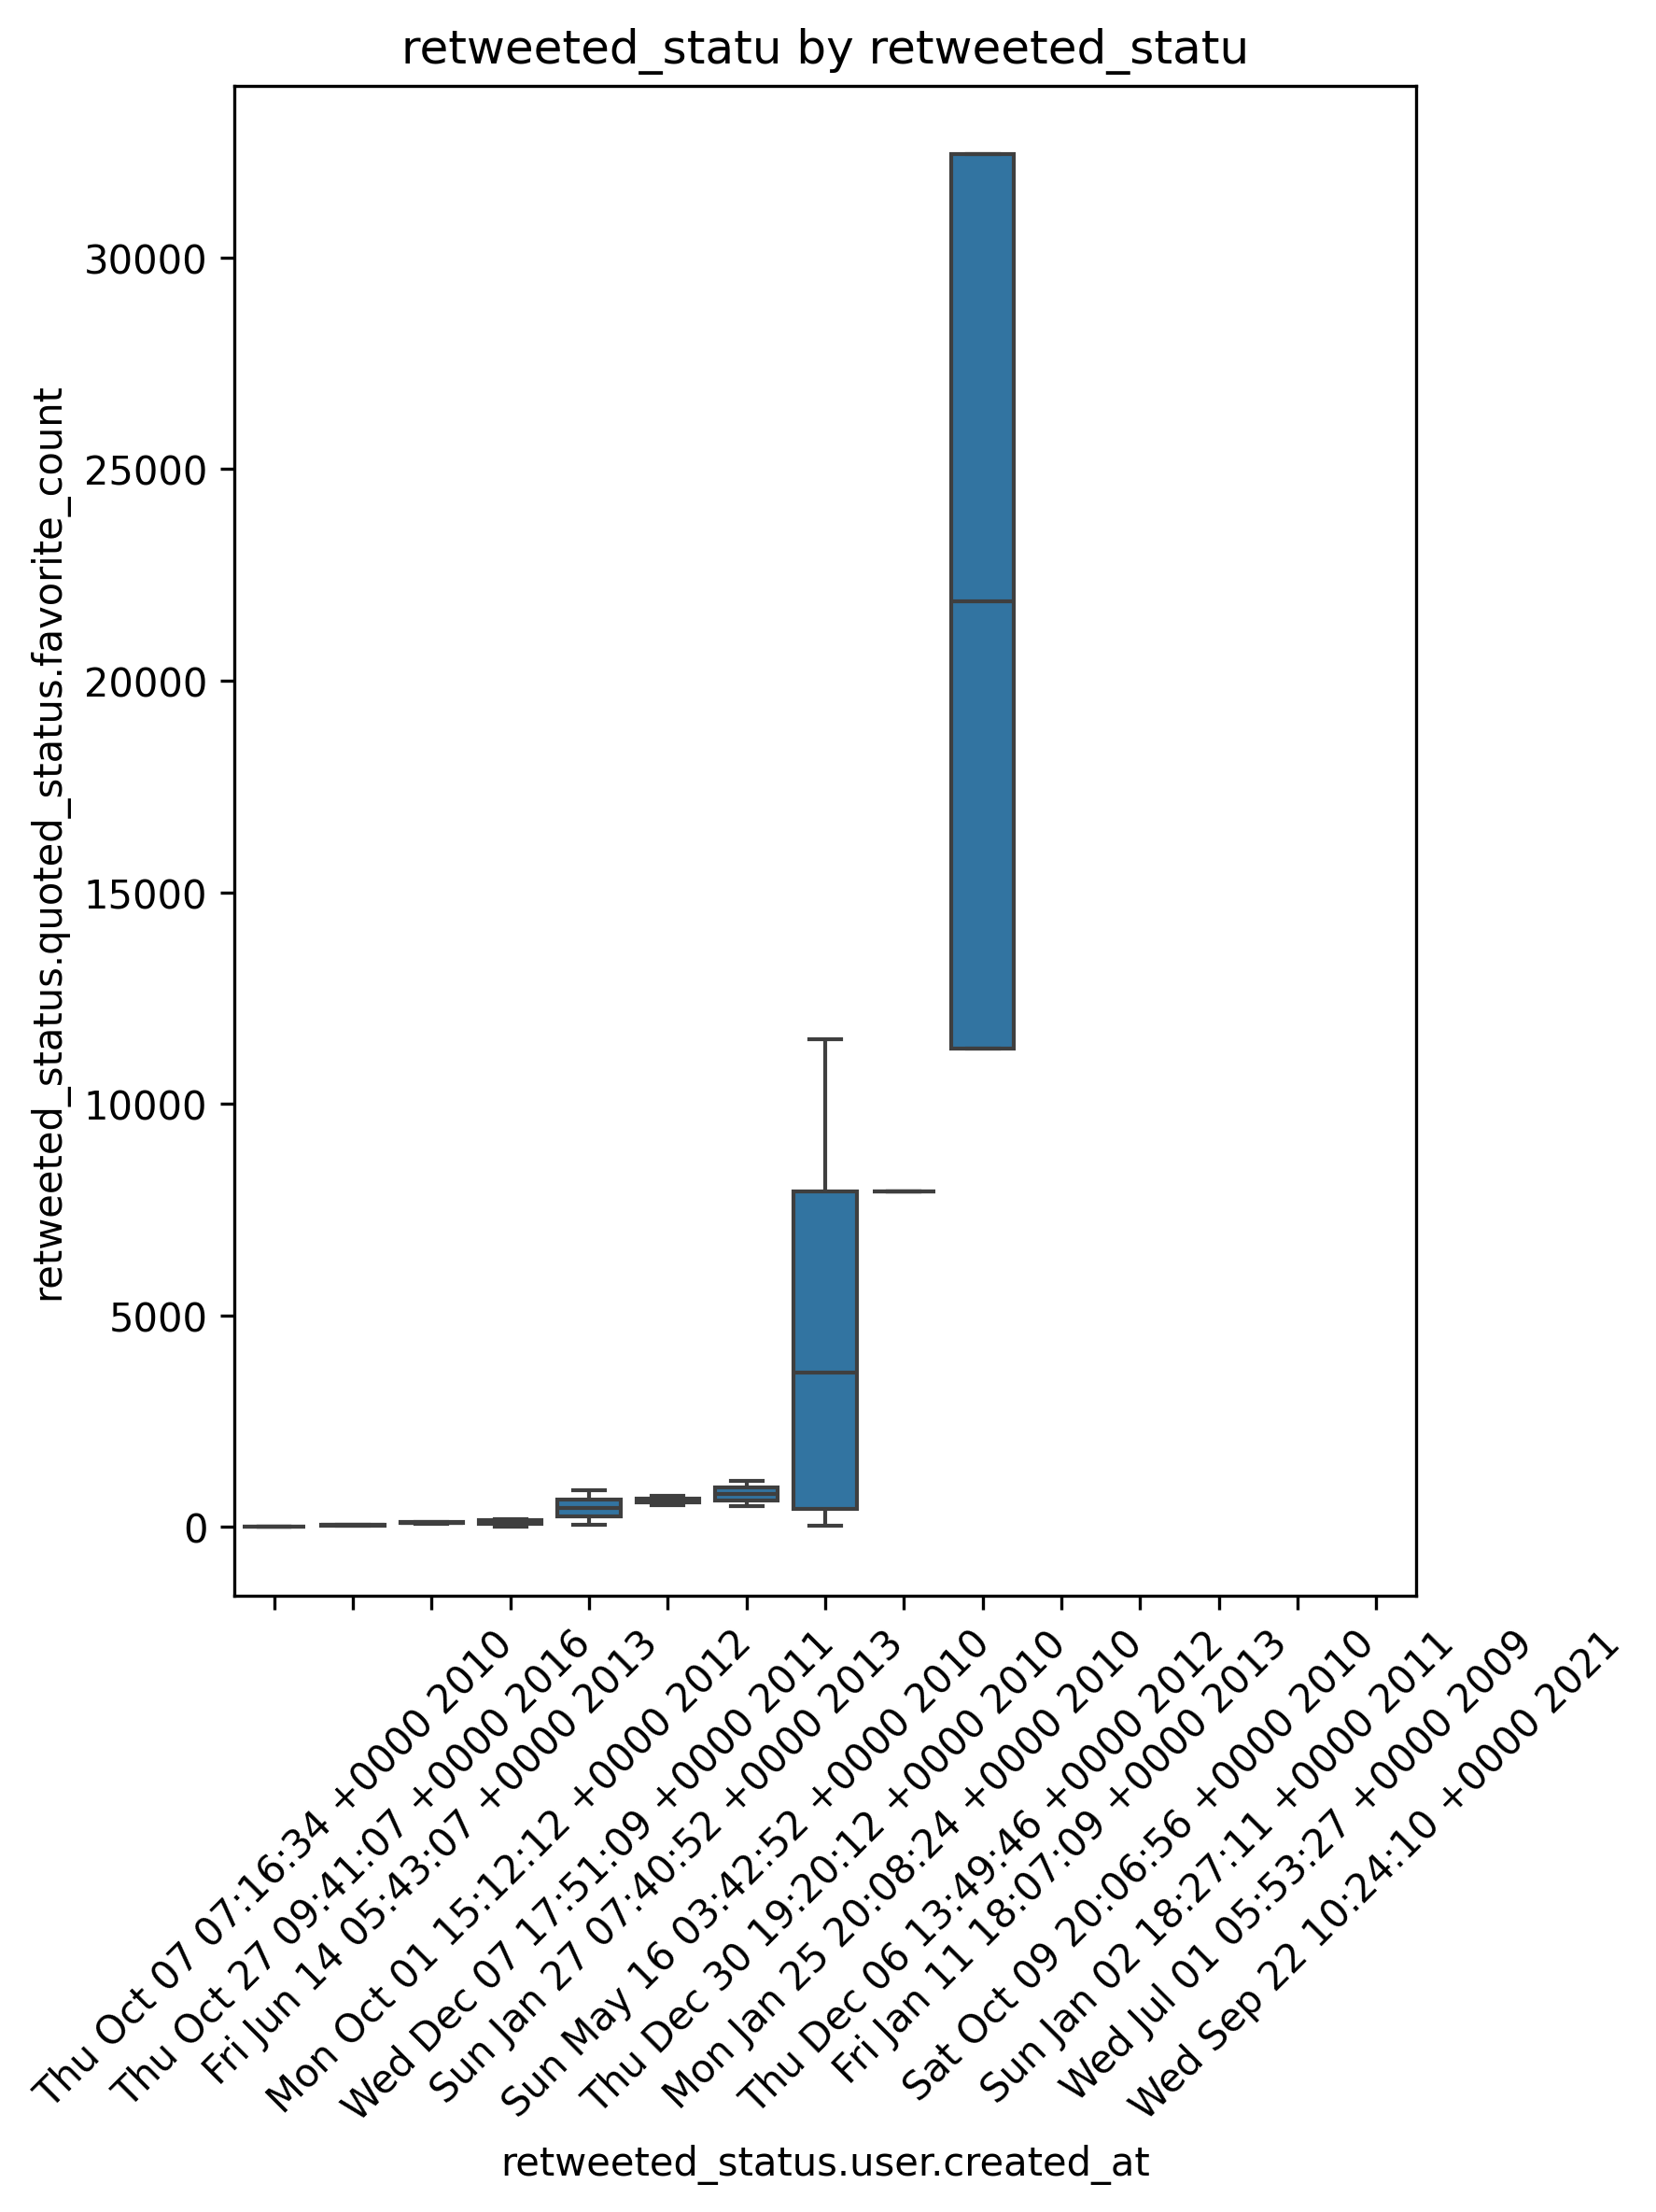 retweeted_statu by retweeted_statu
retweeted_status.quoted_status.favorite_count
30000
25000
20000
15000
10000
5000
0
Thu Oct 07 07:16:34 +0000 2010
Thu Oct 27 09:41:07 +0000 2016
Fri Jun 14 05:43:07 +0000 2013
Mon Oct 01 15:12:12 +0000 2012
Wed Dec 07 17:51:09 +0000 2011
Sun Jan 27 07:40:52 +0000 2013
Sun May 16 03:42:52 +0000 2010
Thu Dec 30 19:20:12 +0000 2010
Mon Jan 25 20:08:24 +0000 2010
Thu Dec 06 13:49:46 +0000 2012
Fri Jan 11 18:07:09 +0000 2013
Sat Oct 09 20:06:56 +0000 2010
Sun Jan 02 18:27:11 +0000 2011
Wed Jul 01 05:53:27 +0000 2009
Wed Sep 22 10:24:10 +0000 2021
retweeted_status.user.created_at